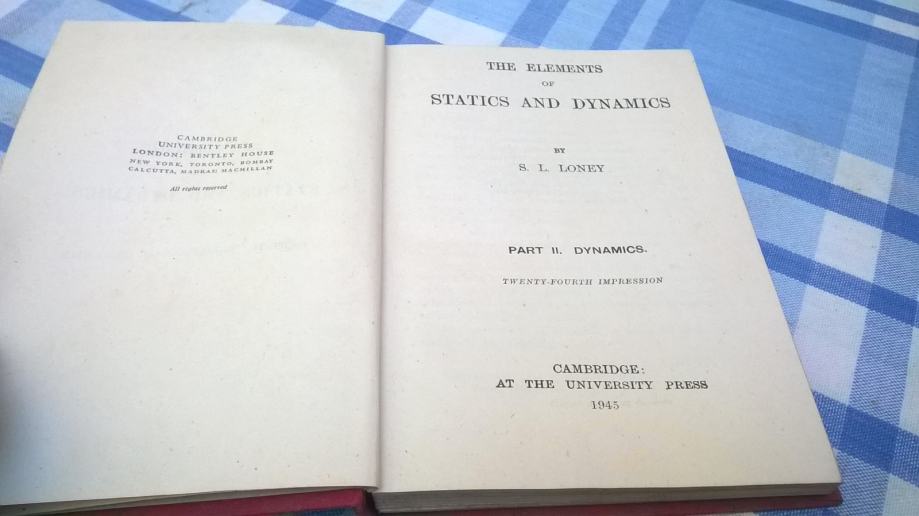 CAMBRIDGE
UNIVERSITY PRESS
LONDON: BENTLEY HOUSE
NEW YORK, TORONTO, BOMBAY
CALCUTTA, MADRAS: MACMILLAN
All rights reserved
THE ELEMENTS
OF
STATICS AND DYNAMICS
BY
S. L. LONEY
PART II. DYNAMICS.
TWENTY-FOURTH IMPRESSION
CAMBRIDGE:
AT THE UNIVERSITY PRESS
1945